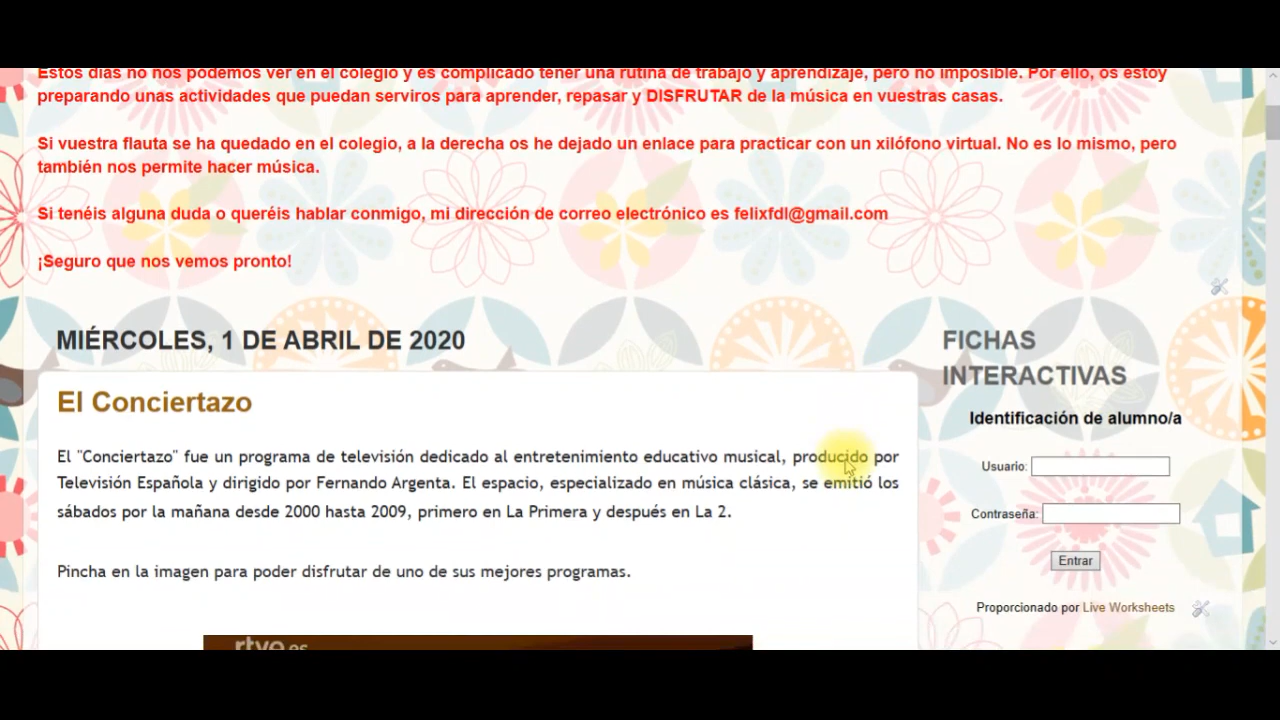 Estos días no nos podemos ver en el colegio y es complicado tener una rutina de trabajo y aprendizaje, pero no imposible. Por ello, os estoy
preparando unas actividades que puedan serviros para aprender, repasar y DISFRUTAR de la música en vuestras casas.
Si vuestra flauta se ha quedado en el colegio, a la derecha os he dejado un enlace para practicar con un xilófono virtual. No es lo mismo, pero
también nos permite hacer música.
Si tenéis alguna duda o queréis hablar conmigo, mi dirección de correo electrónico es felixfdl@gmail.com
¡Seguro que nos vemos pronto!
MIÉRCOLES, 1 DE ABRIL DE 2020
El Conciertazo
El "Conciertazo" fue un programa de televisión dedicado al entretenimiento educativo musical, producido por
Televisión Española y dirigido por Fernando Argenta. El espacio, especializado en música clásica, se emitió los
sábados por la mañana desde 2000 hasta 2009, primero en La Primera y después en La 2.
Pincha en la imagen para poder disfrutar de uno de sus mejores programas.
rtve.es
FICHAS
INTERACTIVAS
Identificación de alumno/a
Usuario:
Contraseña:
Entrar
Proporcionado por Live Worksheets